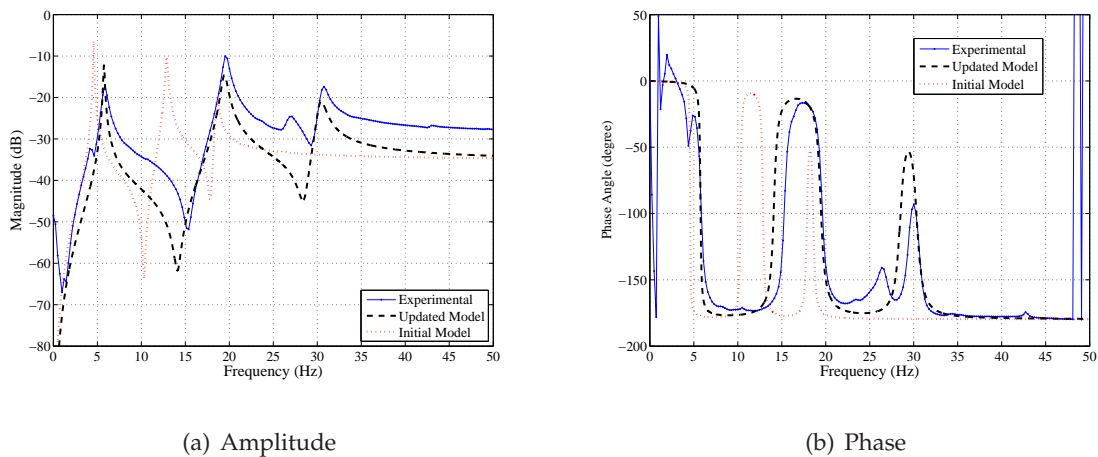 0
−10
−20
−30
−40
−50
−60
−70
−80
0 5 10 15 20 25 30 35 40 45 50
Magnitude (dB)
Frequency (Hz)
Experimental
Updated Model
Initial Model
(a) Amplitude
50
0
−50
−100
−150
−200
0 5 10 15 20 25 30 35 40 45 50
Phase Angle (degree)
Frequency (Hz)
Experimental
Updated Model
Initial Model
(b) Phase